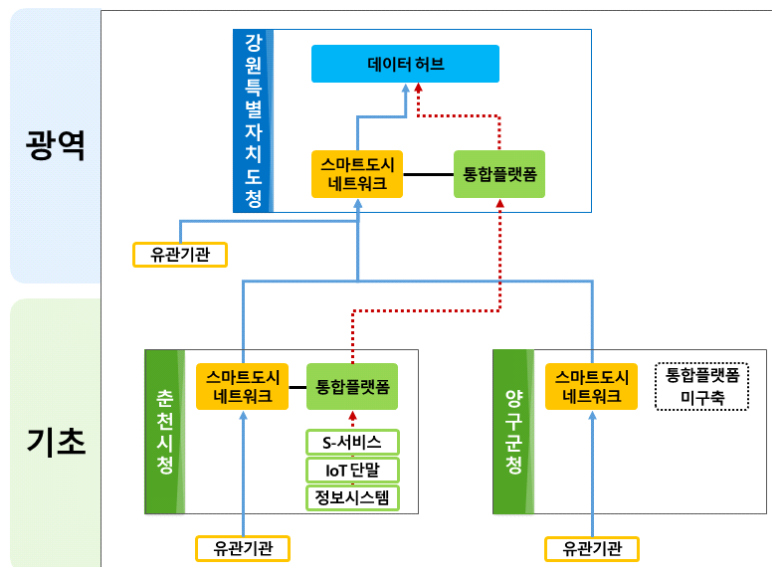 광역
강원특별자치도청
데이터 허브
스마트도시
네트워크
통합플랫폼
유관기관
기초
춘천시청
스마트도시
네트워크
통합플랫폼
S-서비스
IoT 단말
정보시스템
유관기관
양구군청
스마트도시
네트워크
통합플랫폼
미구축
유관기관